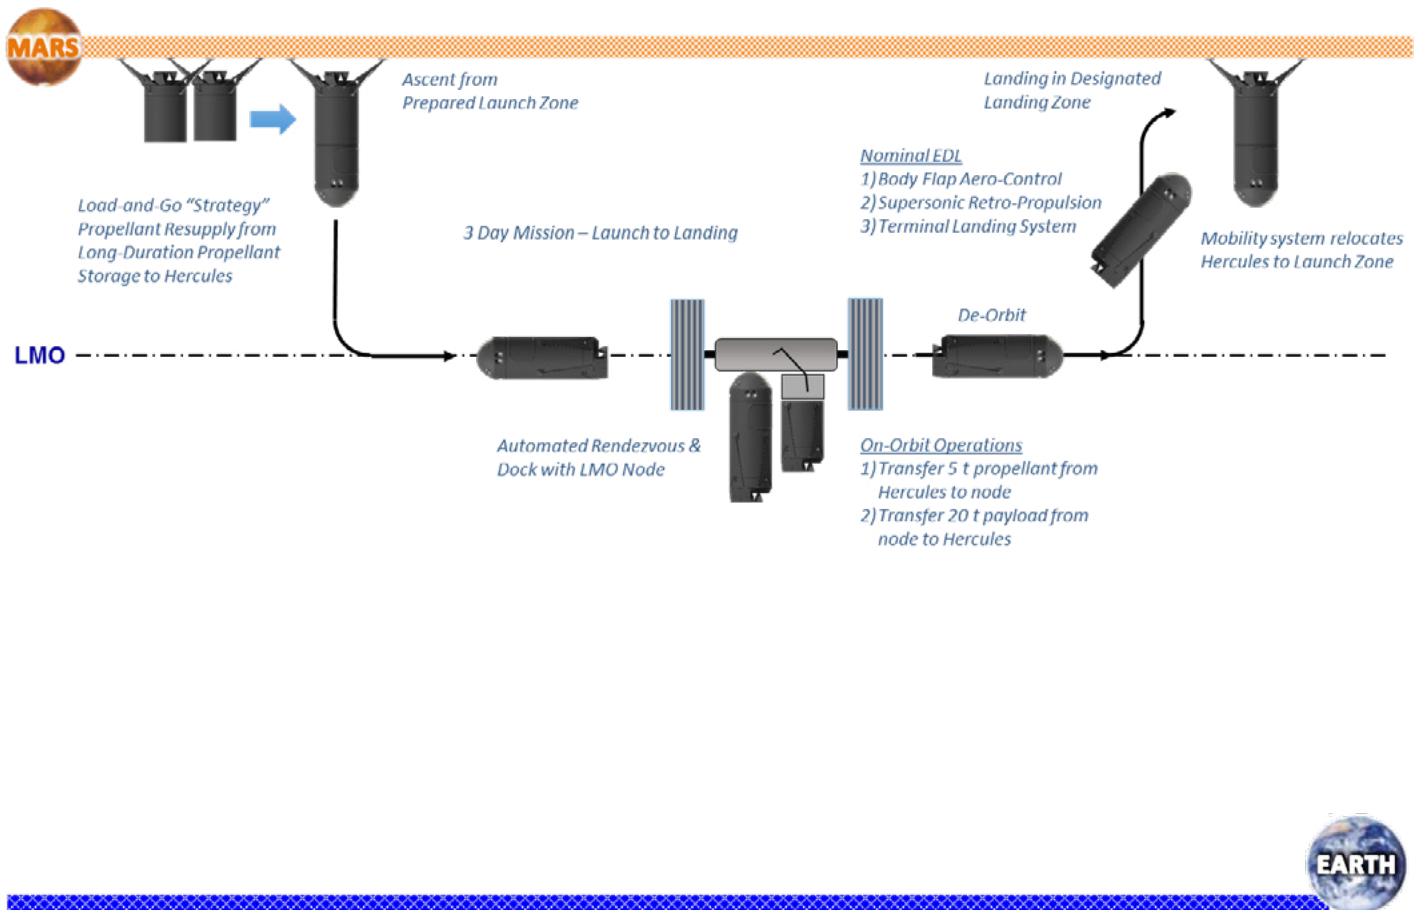 MARS
Ascent from
Prepared Launch Zone
Landing in Designated
Landing Zone
Nominal EDL
1) Body Flap Aero-Control
2) Supersonic Retro-Propulsion
3) Terminal Landing System
Load-and-Go “Strategy”
Propellant Resupply from
Long-Duration Propellant
Storage to Hercules
3 Day Mission – Launch to Landing
Mobility system relocates
Hercules to Launch Zone
De-Orbit
LMO
Automated Rendezvous &
Dock with LMO Node
On-Orbit Operations
1) Transfer 5 t propellant from
Hercules to node
2) Transfer 20 t payload from
node to Hercules
EARTH